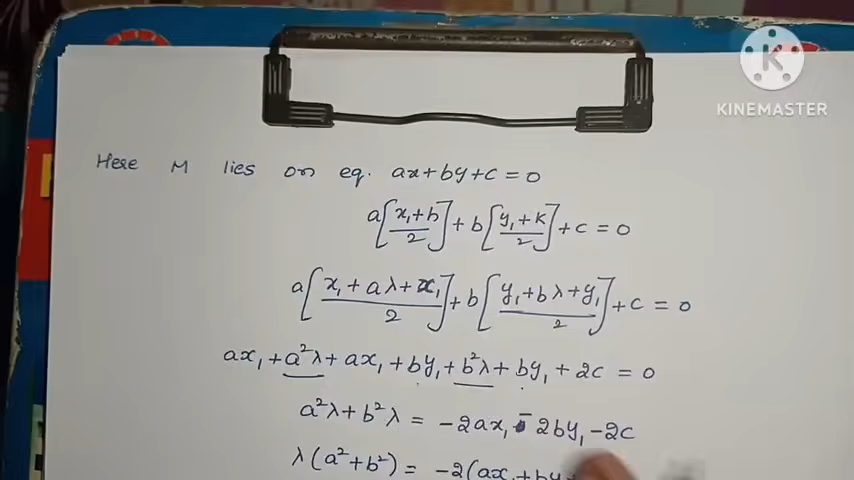 KINEMASTER
Here M lies on eq. ax+by+c=0
a[(x₁+h)/2] + b[(y₁+k)/2] + c = 0
a[(x₁+aλ+x₁)/2] + b[(y₁+bλ+y₁)/2] + c = 0
ax₁+a²λ+ax₁+by₁+b²λ+by₁+2c = 0
a²λ+b²λ = -2ax₁-2by₁-2c
λ(a²+b²) = -2(ax₁+by